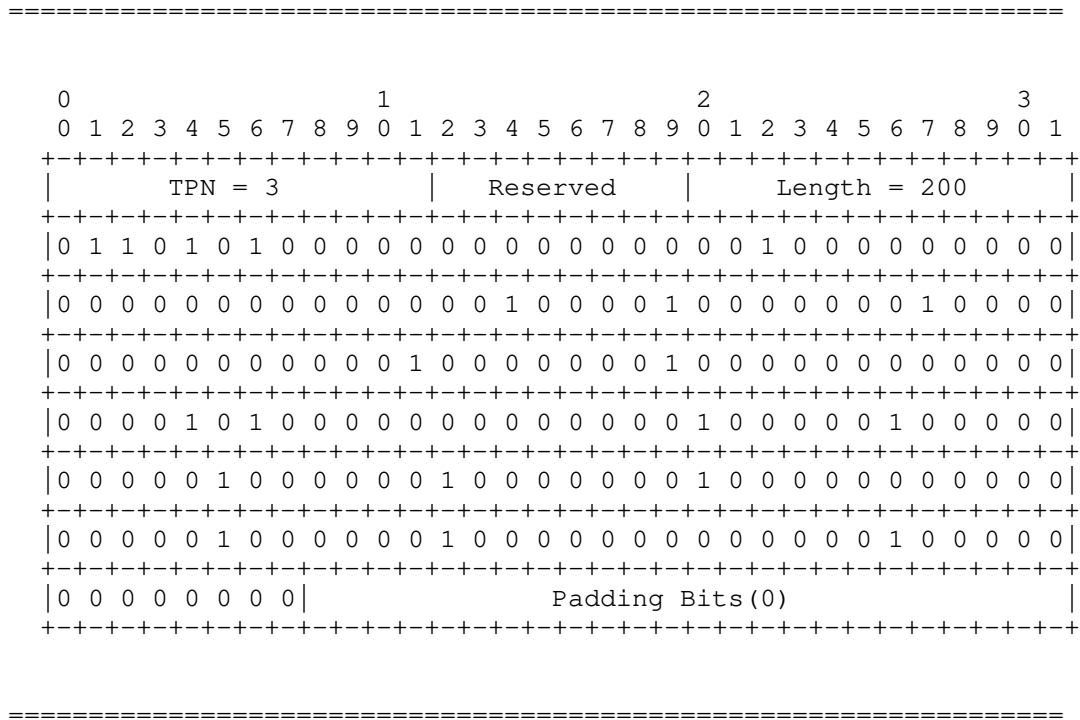 ==================================================================
0                   1                   2                   3
0 1 2 3 4 5 6 7 8 9 0 1 2 3 4 5 6 7 8 9 0 1 2 3 4 5 6 7 8 9 0 1
+-+-+-+-+-+-+-+-+-+-+-+-+-+-+-+-+-+-+-+-+-+-+-+-+-+-+-+-+-+-+-+-+
|       TPN = 3         |   Reserved    |     Length = 200      |
+-+-+-+-+-+-+-+-+-+-+-+-+-+-+-+-+-+-+-+-+-+-+-+-+-+-+-+-+-+-+-+-+
|0 1 1 0 1 0 1 0 0 0 0 0 0 0 0 0 0 0 0 0 0 0 1 0 0 0 0 0 0 0 0 0|
+-+-+-+-+-+-+-+-+-+-+-+-+-+-+-+-+-+-+-+-+-+-+-+-+-+-+-+-+-+-+-+-+
|0 0 0 0 0 0 0 0 0 0 0 0 0 0 1 0 0 0 0 1 0 0 0 0 0 0 0 1 0 0 0 0|
+-+-+-+-+-+-+-+-+-+-+-+-+-+-+-+-+-+-+-+-+-+-+-+-+-+-+-+-+-+-+-+-+
|0 0 0 0 0 0 0 0 0 0 0 1 0 0 0 0 0 0 0 1 0 0 0 0 0 0 0 0 0 0 0 0|
+-+-+-+-+-+-+-+-+-+-+-+-+-+-+-+-+-+-+-+-+-+-+-+-+-+-+-+-+-+-+-+-+
|0 0 0 0 1 0 1 0 0 0 0 0 0 0 0 0 0 0 0 0 1 0 0 0 0 0 1 0 0 0 0 0|
+-+-+-+-+-+-+-+-+-+-+-+-+-+-+-+-+-+-+-+-+-+-+-+-+-+-+-+-+-+-+-+-+
|0 0 0 0 0 1 0 0 0 0 0 0 1 0 0 0 0 0 0 0 1 0 0 0 0 0 0 0 0 0 0 0|
+-+-+-+-+-+-+-+-+-+-+-+-+-+-+-+-+-+-+-+-+-+-+-+-+-+-+-+-+-+-+-+-+
|0 0 0 0 0 1 0 0 0 0 0 0 1 0 0 0 0 0 0 0 0 0 0 0 0 0 1 0 0 0 0 0|
+-+-+-+-+-+-+-+-+-+-+-+-+-+-+-+-+-+-+-+-+-+-+-+-+-+-+-+-+-+-+-+-+
|0 0 0 0 0 0 0 0|               Padding Bits(0)                 |
+-+-+-+-+-+-+-+-+-+-+-+-+-+-+-+-+-+-+-+-+-+-+-+-+-+-+-+-+-+-+-+-+
==================================================================